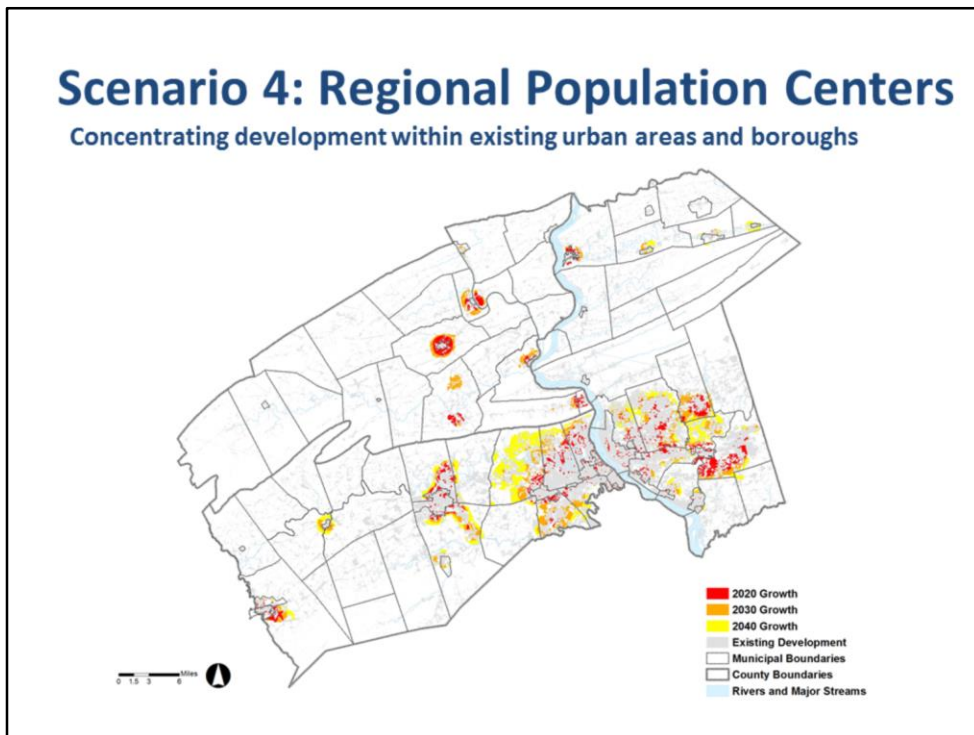 Scenario 4: Regional Population Centers
Concentrating development within existing urban areas and boroughs
2020 Growth
2030 Growth
2040 Growth
Existing Development
Municipal Boundaries
County Boundaries
Rivers and Major Streams
Miles
0 1.5 3 6